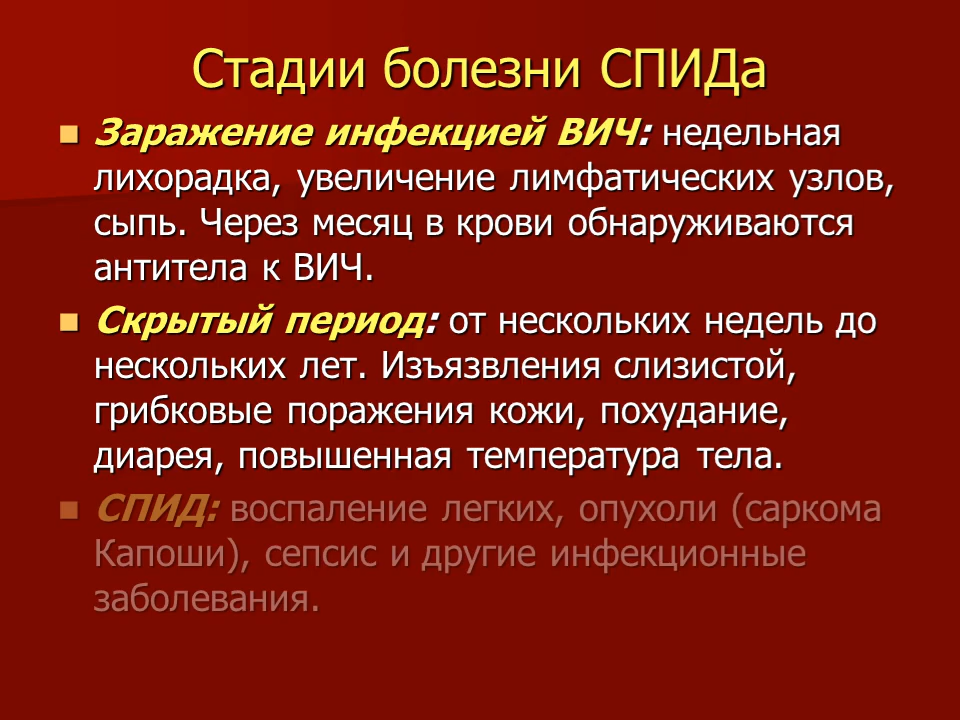 Стадии болезни СПИДа
Заражение инфекцией ВИЧ: недельная
лихорадка, увеличение лимфатических узлов,
сыпь. Через месяц в крови обнаруживаются
антитела к ВИЧ.
Скрытый период: от нескольких недель до
нескольких лет. Изъязвления слизистой,
грибковые поражения кожи, похудание,
диарея, повышенная температура тела.
СПИД: воспаление легких, опухоли (саркома
Капоши), сепсис и другие инфекционные
заболевания.